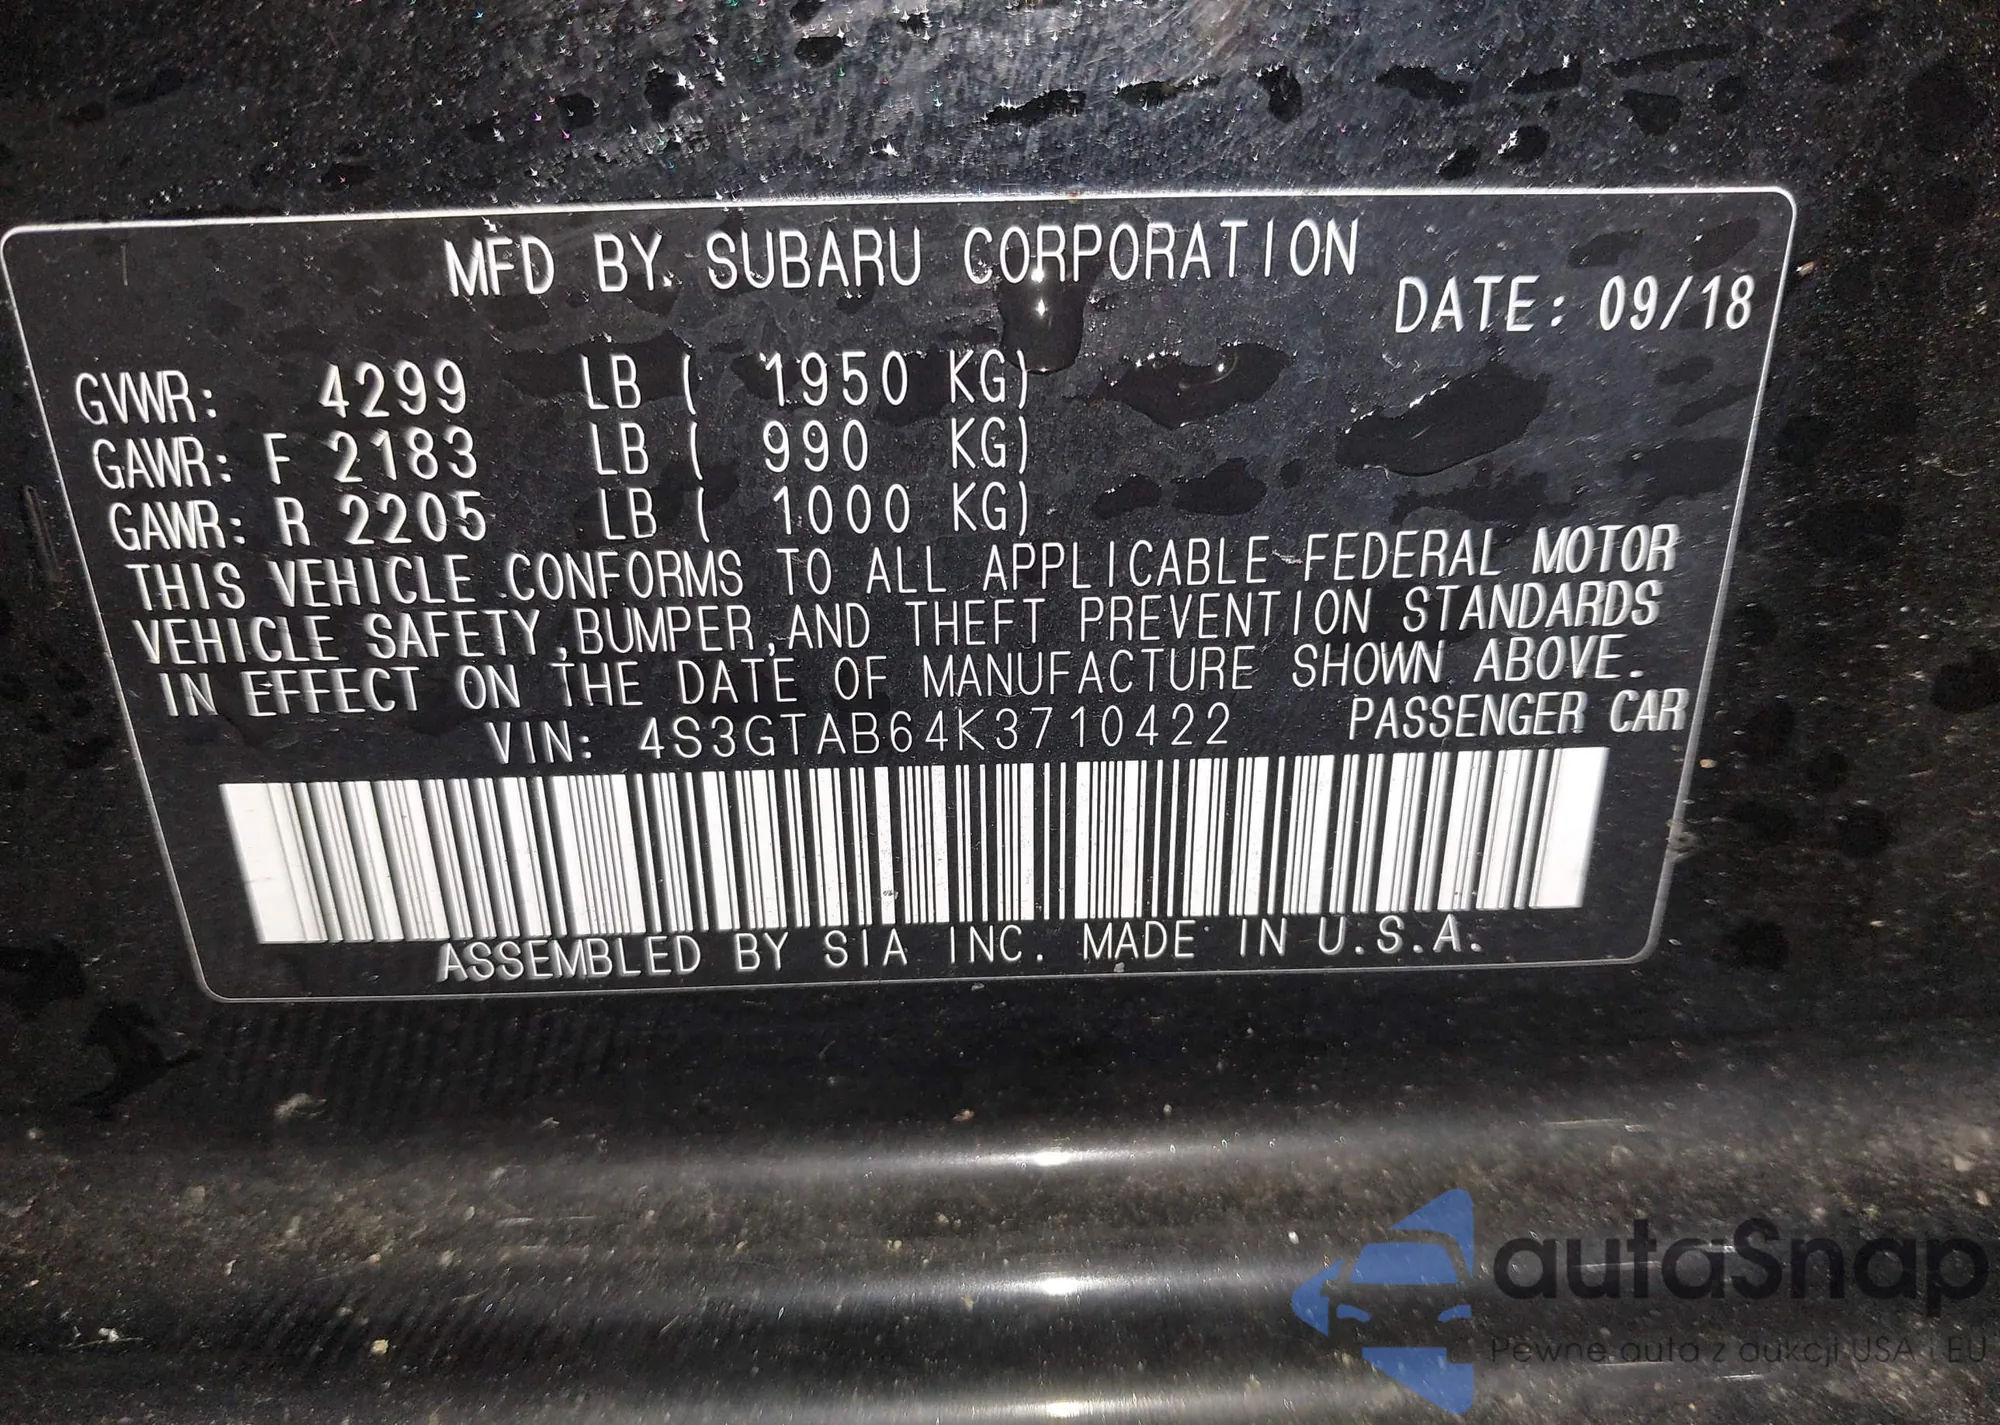 MFD BY. SUBARU CORPORATION
DATE: 09/18
GVWR: 4299 LB ( 1950 KG)
GAWR: F 2183 LB ( 990 KG)
GAWR: R 2205 LB ( 1000 KG)
THIS VEHICLE CONFORMS TO ALL APPLICABLE FEDERAL MOTOR
VEHICLE SAFETY,BUMPER,AND THEFT PREVENTION STANDARDS
IN EFFECT ON THE DATE OF MANUFACTURE SHOWN ABOVE.
VIN: 4S3GTAB64K3710422 PASSENGER CAR
ASSEMBLED BY SIA INC. MADE IN U.S.A.
autoSnap
Pewne auta z aukcji USA i EU